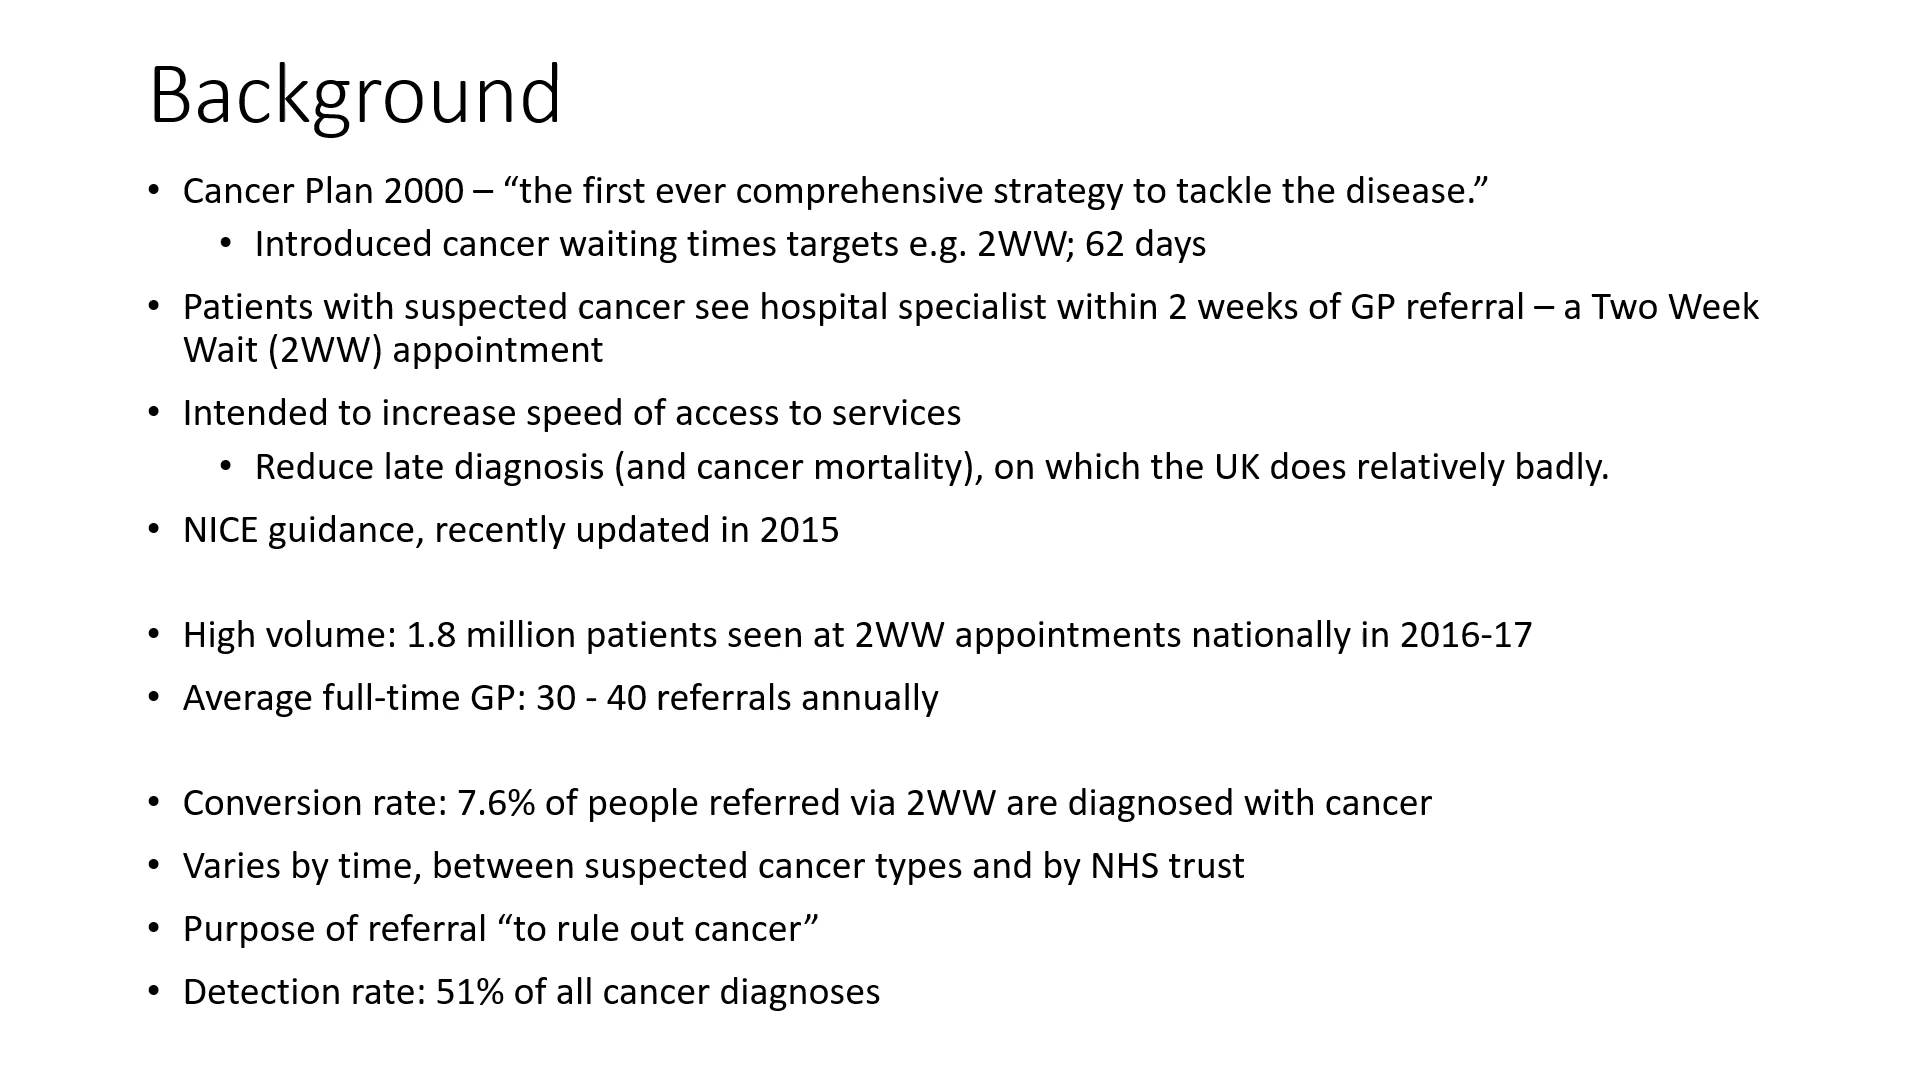 Background
• Cancer Plan 2000 – “the first ever comprehensive strategy to tackle the disease.”
• Introduced cancer waiting times targets e.g. 2WW; 62 days
• Patients with suspected cancer see hospital specialist within 2 weeks of GP referral – a Two Week
Wait (2WW) appointment
• Intended to increase speed of access to services
• Reduce late diagnosis (and cancer mortality), on which the UK does relatively badly.
• NICE guidance, recently updated in 2015
• High volume: 1.8 million patients seen at 2WW appointments nationally in 2016-17
• Average full-time GP: 30 - 40 referrals annually
• Conversion rate: 7.6% of people referred via 2WW are diagnosed with cancer
• Varies by time, between suspected cancer types and by NHS trust
• Purpose of referral “to rule out cancer”
• Detection rate: 51% of all cancer diagnoses